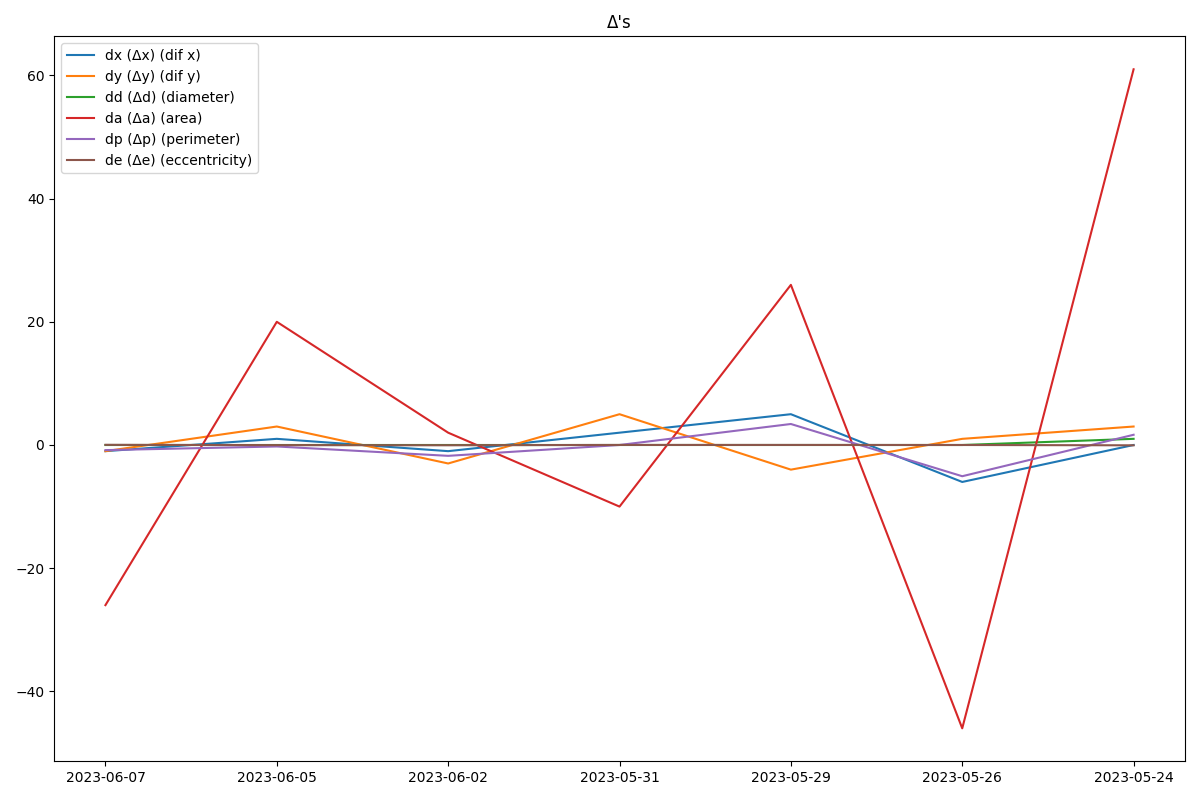 Δ's
dx (Δx) (dif x)
dy (Δy) (dif y)
dd (Δd) (diameter)
da (Δa) (area)
dp (Δp) (perimeter)
de (Δe) (eccentricity)
60
40
20
0
−20
−40
2023-06-07 2023-06-05 2023-06-02 2023-05-31 2023-05-29 2023-05-26 2023-05-24